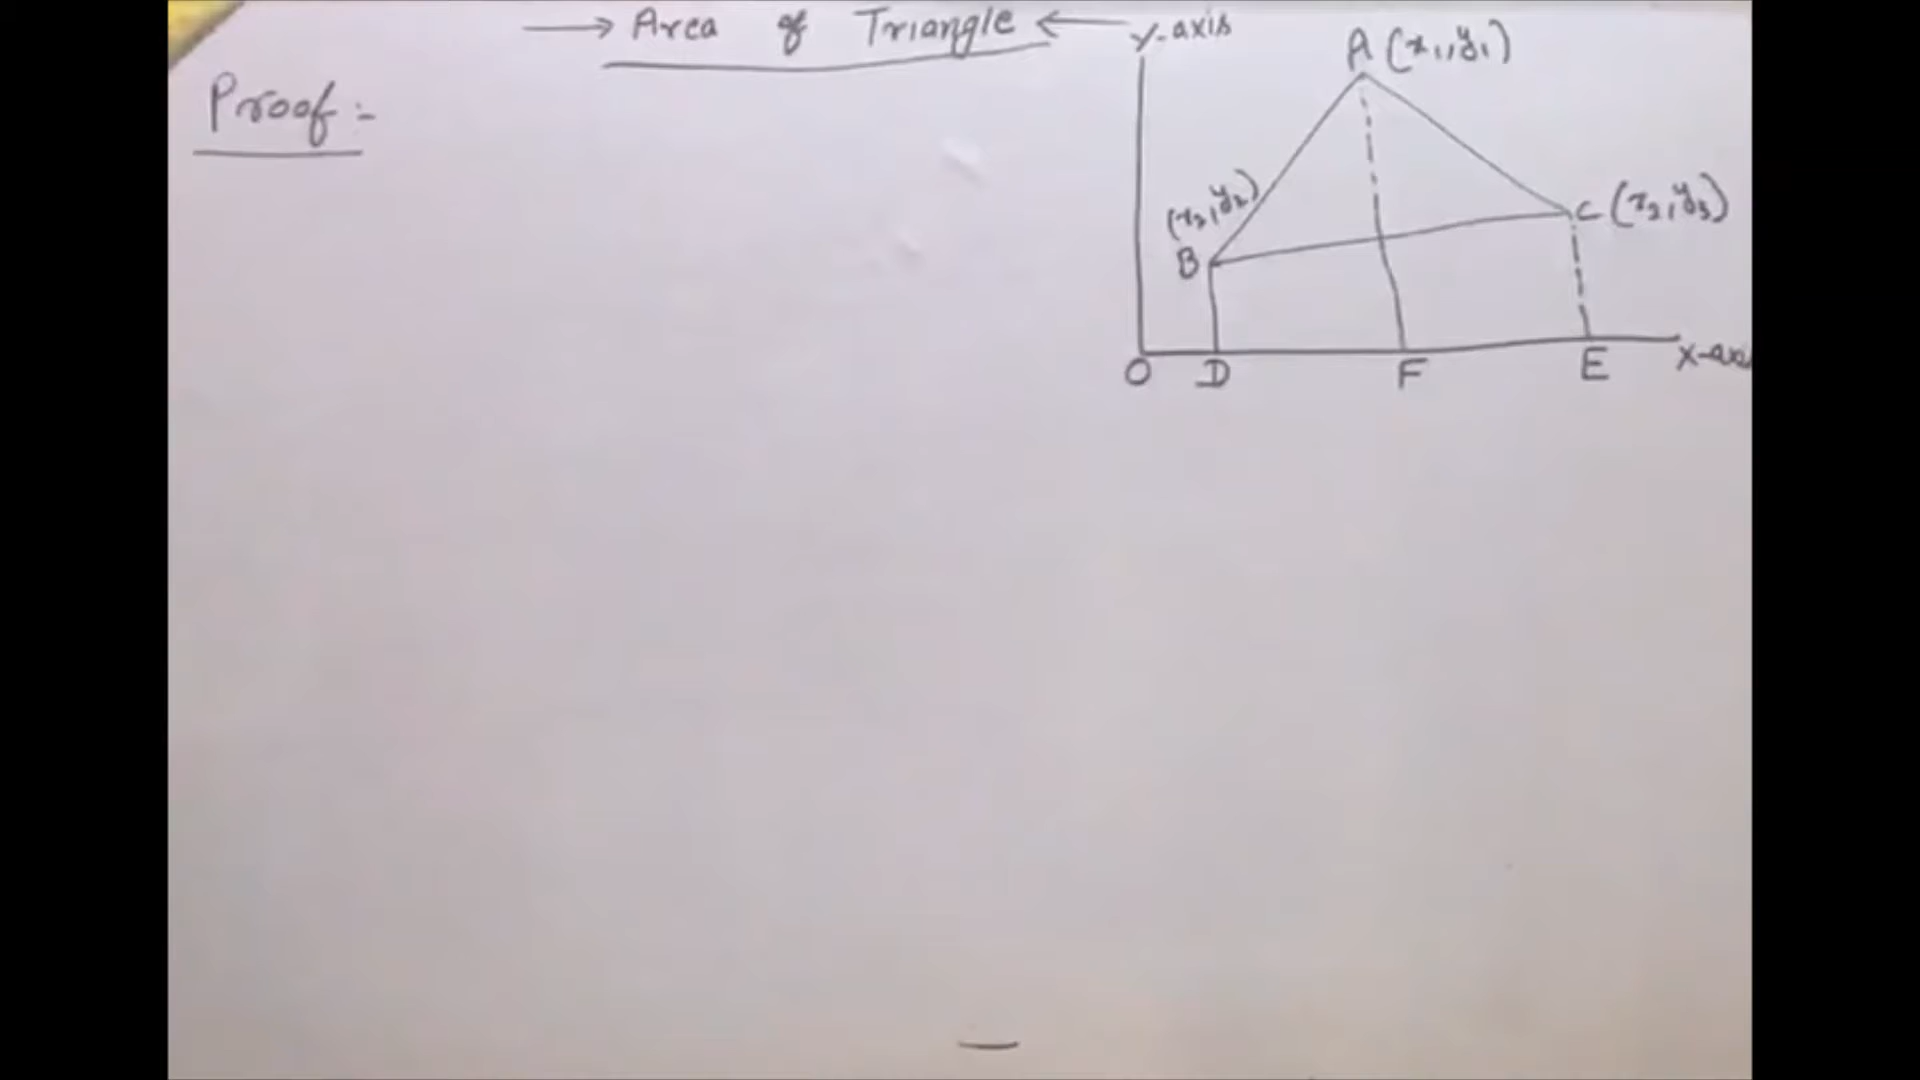 → Area of Triangle ←
Proof :-
y-axis
A (x₁,y₁)
(x₂,y₂)
B
C (x₃,y₃)
O D F E
X-axis